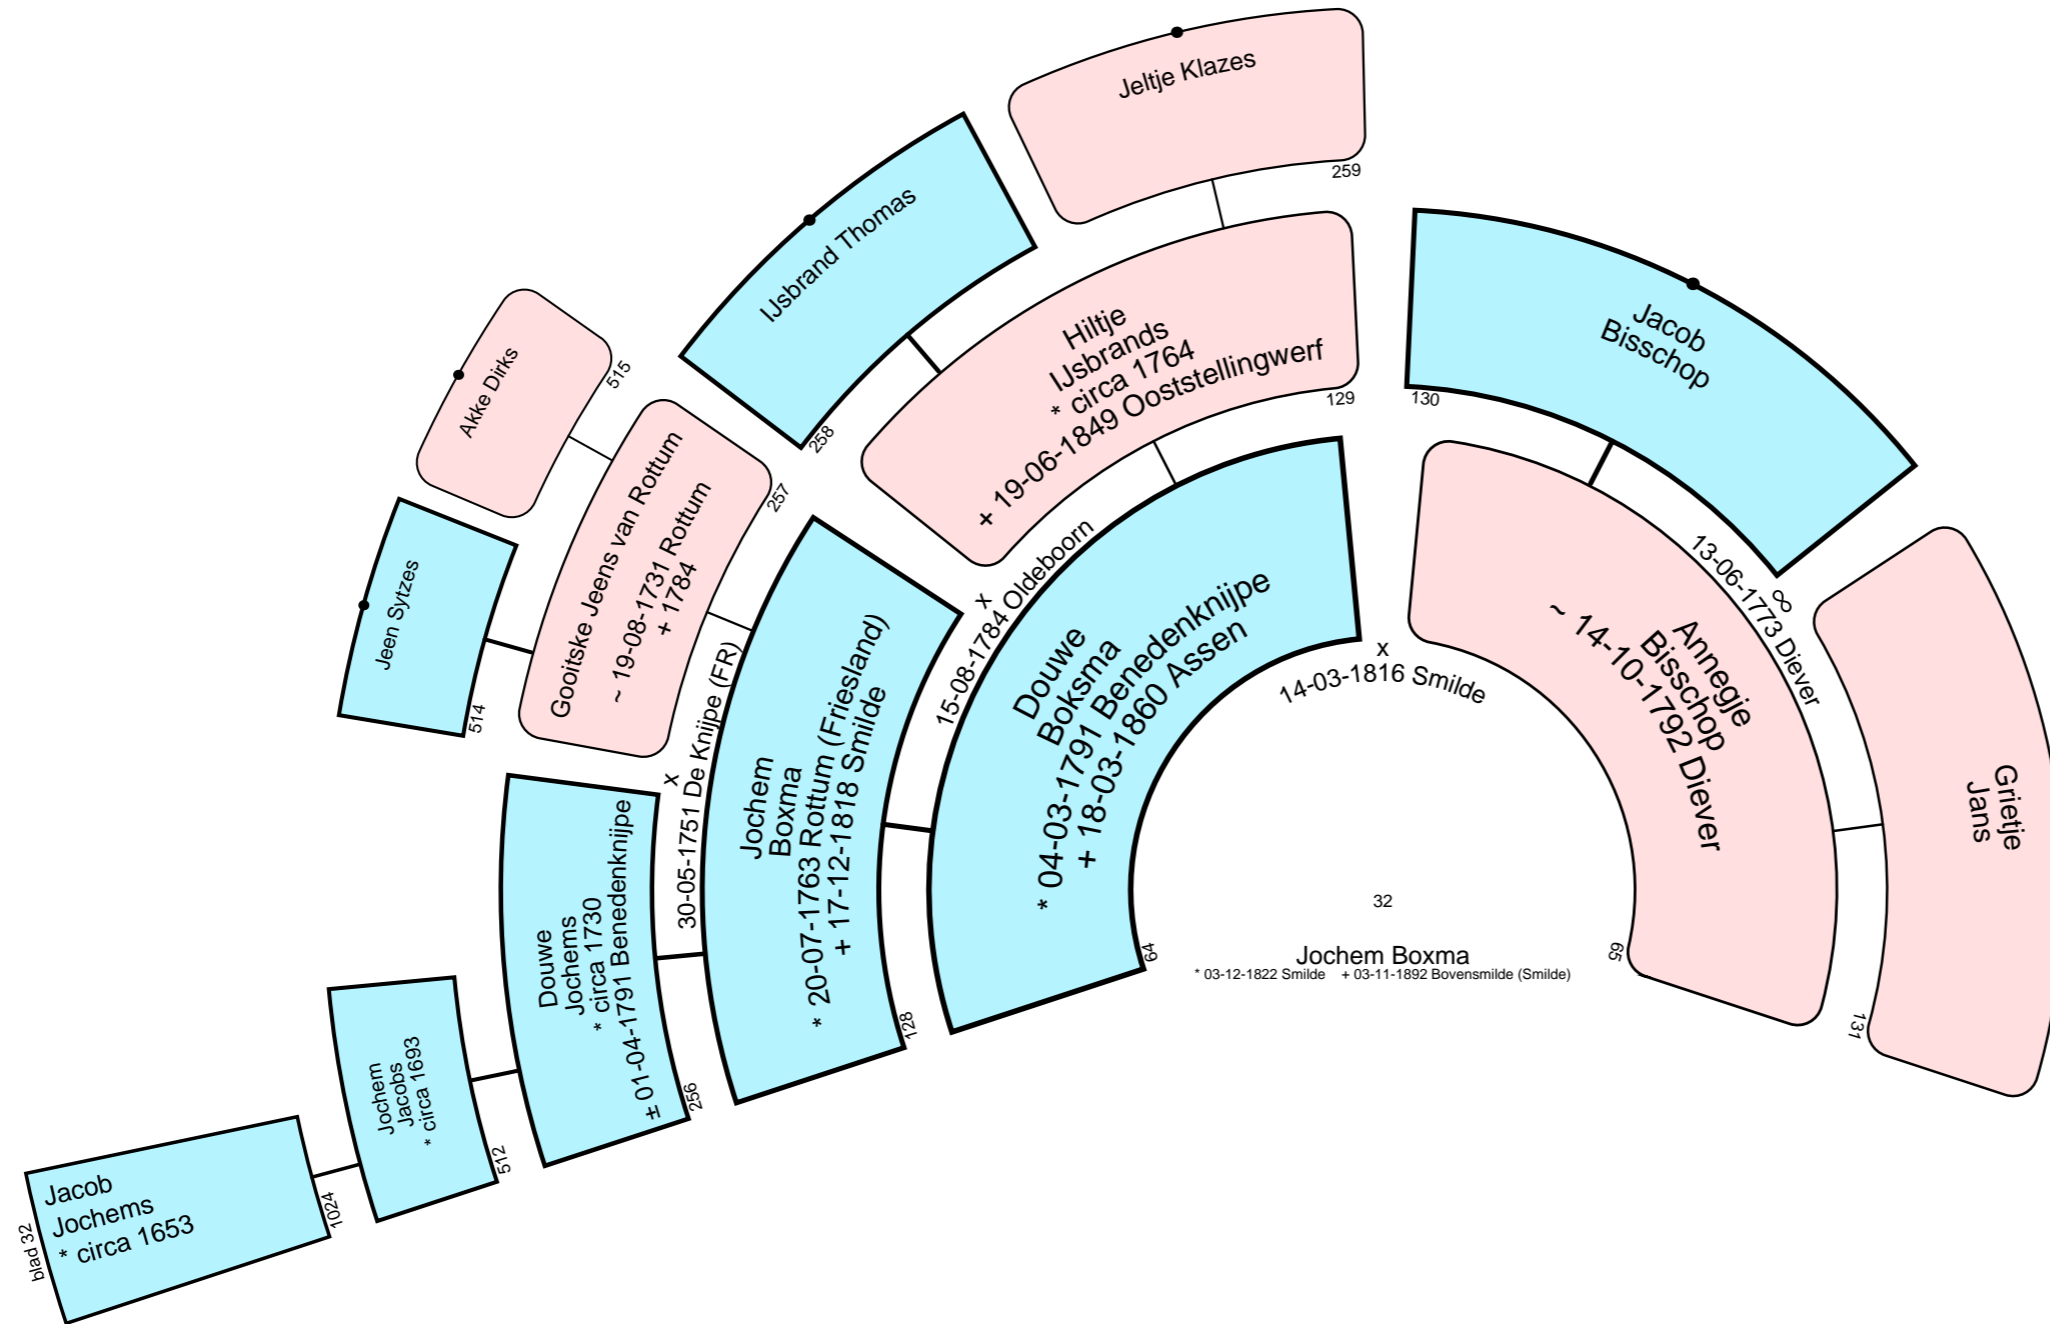 Jeltje Klazes
259
IJsbrand Thomas
258
Hiltje
IJsbrands
* circa 1764
+ 19-06-1849 Ooststellingwerf
129
Jacob
Bisschop
130
Akke Dirks
515
Gooitske Jeens van Rottum
~ 19-08-1731 Rottum
+ 1784
257
Jeen Sytzes
514
x
30-05-1751 De Knijpe (FR)
Jochem
Boxma
* 20-07-1763 Rottum (Friesland)
+ 17-12-1818 Smilde
128
x
15-08-1784 Oldeboorn
Douwe
Boksma
* 04-03-1791 Benedenknijpe
+ 18-03-1860 Assen
64
x
14-03-1816 Smilde
Annegje
Bisschop
~ 14-10-1792 Diever
65
∞
13-06-1773 Diever
Grietje
Jans
131
Douwe
Jochems
* circa 1730
± 01-04-1791 Benedenknijpe
256
Jochem
Jacobs
* circa 1693
512
Jacob
Jochems
* circa 1653
1024
blad 32
32
Jochem Boxma
* 03-12-1822 Smilde + 03-11-1892 Bovensmilde (Smilde)